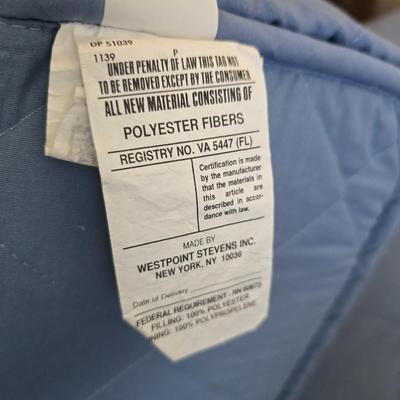 DP 51039
1139 P
UNDER PENALTY OF LAW THIS TAG NOT
TO BE REMOVED EXCEPT BY THE CONSUMER
ALL NEW MATERIAL CONSISTING OF
POLYESTER FIBERS
REGISTRY NO. VA 5447 (FL)
Certification is made
by the manufacturer
that the materials in
this article are
described in accor-
dance with law.
MADE BY
WESTPOINT STEVENS INC.
NEW YORK, NY 10036
Date of Delivery
FEDERAL REQUIREMENT - RN
FILLING: 100% POLYESTER
NING: 100% POLYPROPYLENE